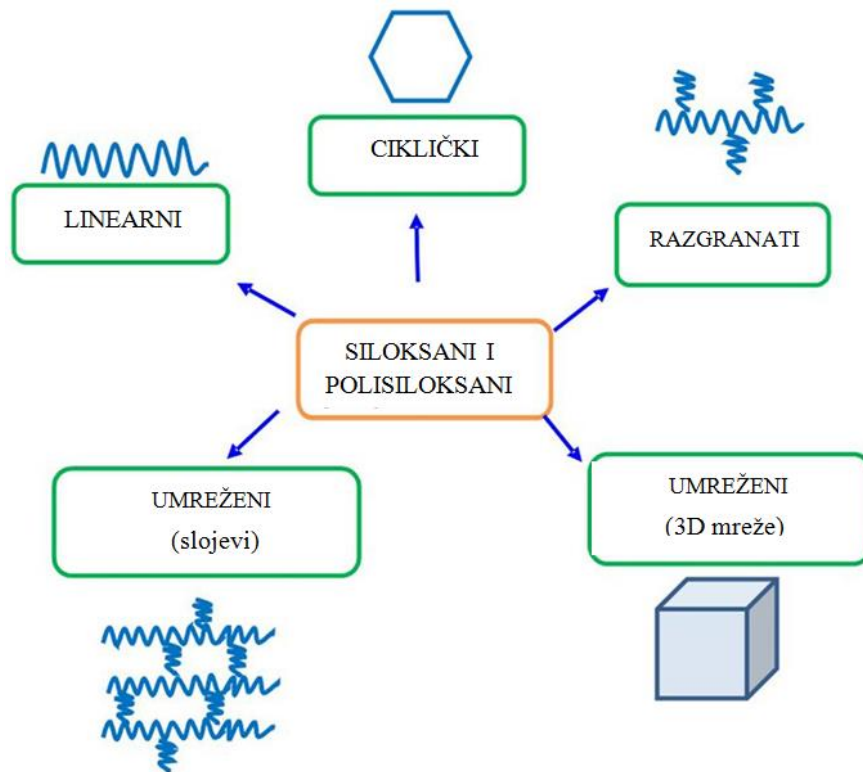 CIKLIČKI
LINEARNI
RAZGRANATI
SILOKSANI I
POLISILOKSANI
UMREŽENI
(slojevi)
UMREŽENI
(3D mreže)